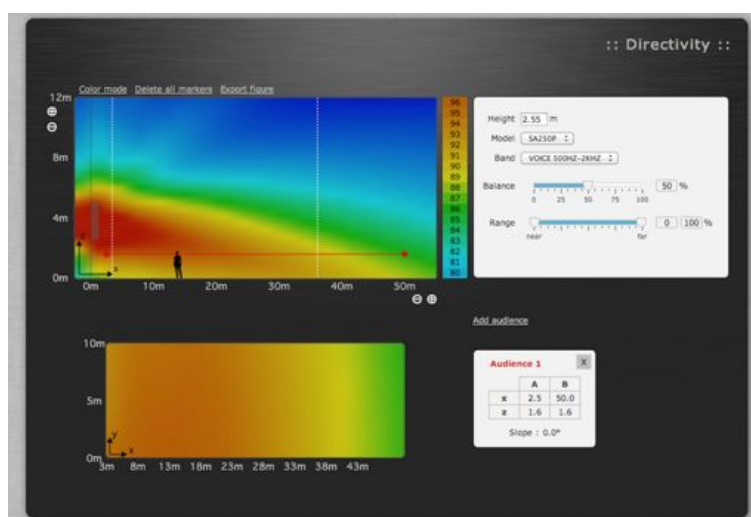 :: Directivity ::
Color mode Delete all markers Export figure
12m
8m
4m
0m
z
x
0m 10m 20m 30m 40m 50m
96
95
94
93
92
91
90
89
88
87
86
85
84
83
82
81
80
Height 2.55 m
Model SA250P
Band VOICE 500HZ-2KHZ
Balance 50 %
0 25 50 75 100
Range 0 100 %
near far
Add audience
10m
5m
0m
y
x
3m 8m 13m 18m 23m 28m 33m 38m 43m
Audience 1 X
A B
x 2.5 50.0
z 1.6 1.6
Slope : 0.0°